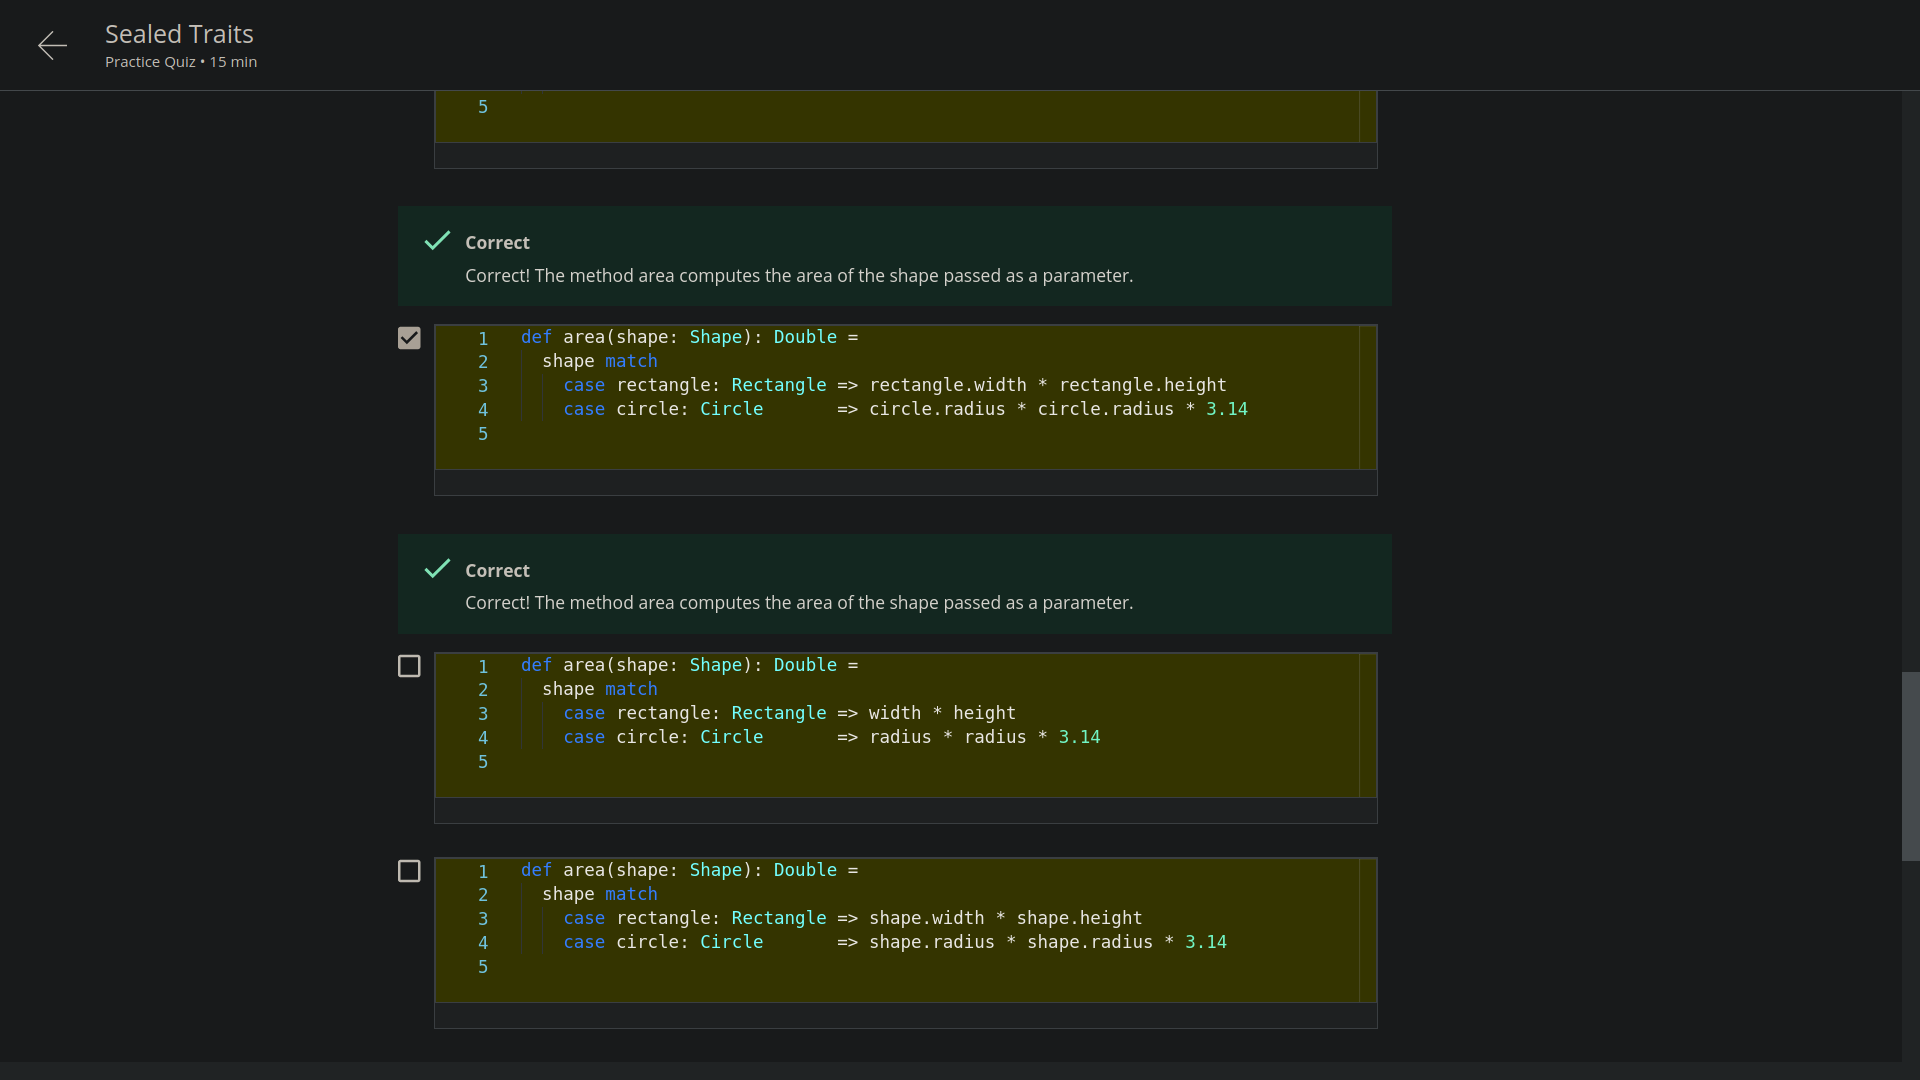 Sealed Traits
Practice Quiz • 15 min
5
Correct
Correct! The method area computes the area of the shape passed as a parameter.
1 def area(shape: Shape): Double =
2 shape match
3 case rectangle: Rectangle => rectangle.width * rectangle.height
4 case circle: Circle => circle.radius * circle.radius * 3.14
5
Correct
Correct! The method area computes the area of the shape passed as a parameter.
1 def area(shape: Shape): Double =
2 shape match
3 case rectangle: Rectangle => width * height
4 case circle: Circle => radius * radius * 3.14
5
1 def area(shape: Shape): Double =
2 shape match
3 case rectangle: Rectangle => shape.width * shape.height
4 case circle: Circle => shape.radius * shape.radius * 3.14
5